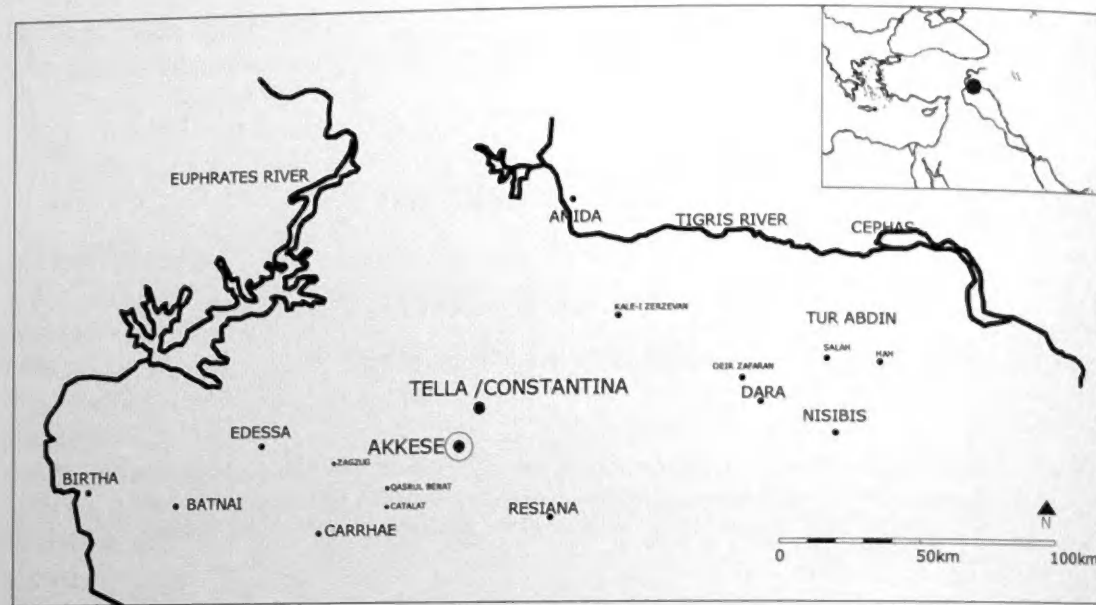 EUPHRATES RIVER
AMIDA
TIGRIS RIVER
CEPHAS
KALE-I ZERZEVAN
TUR ABDIN
SALAH
HAH
DEIR ZAFARAN
TELLA /CONSTANTINA
DARA
NISIBIS
EDESSA
AKKESE
ZAGZUG
BIRTHA
QASRUL BERAT
BATNAI
CATALAT
RESIANA
CARRHAE
N
0 50km 100km